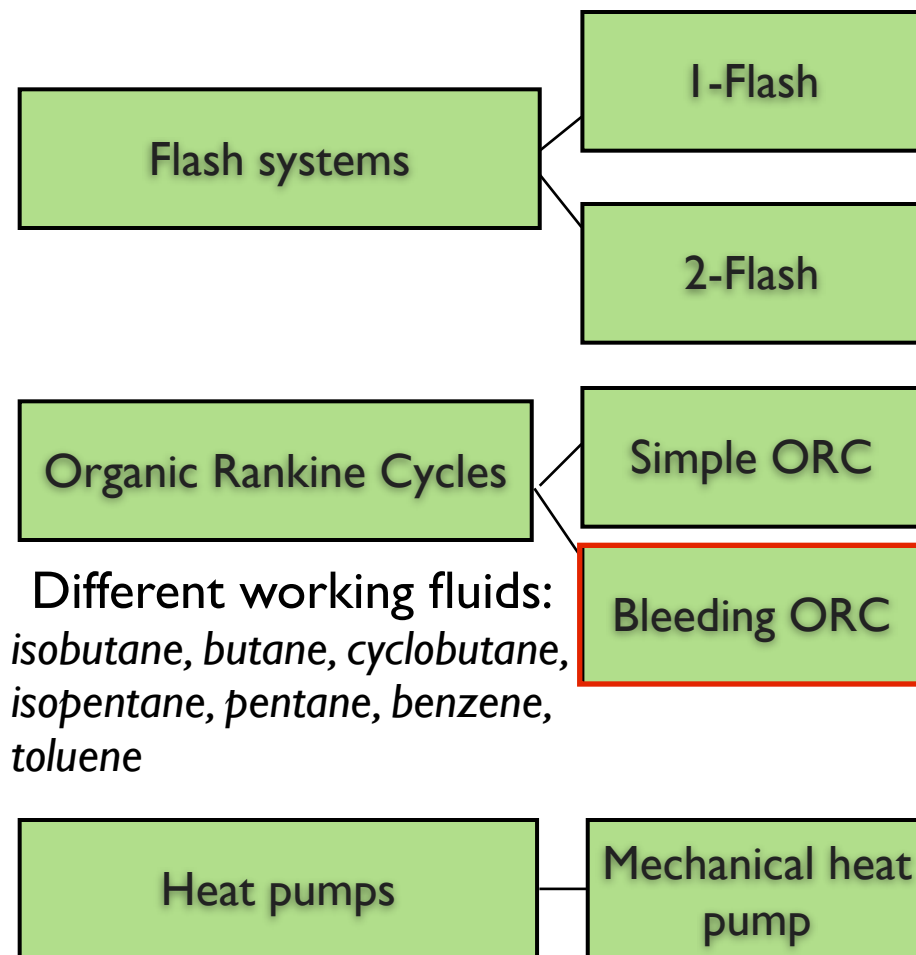 1-Flash
Flash systems
2-Flash
Organic Rankine Cycles
Simple ORC
Bleeding ORC
Different working fluids:
isobutane, butane, cyclobutane,
isopentane, pentane, benzene,
toluene
Heat pumps
Mechanical heat
pump